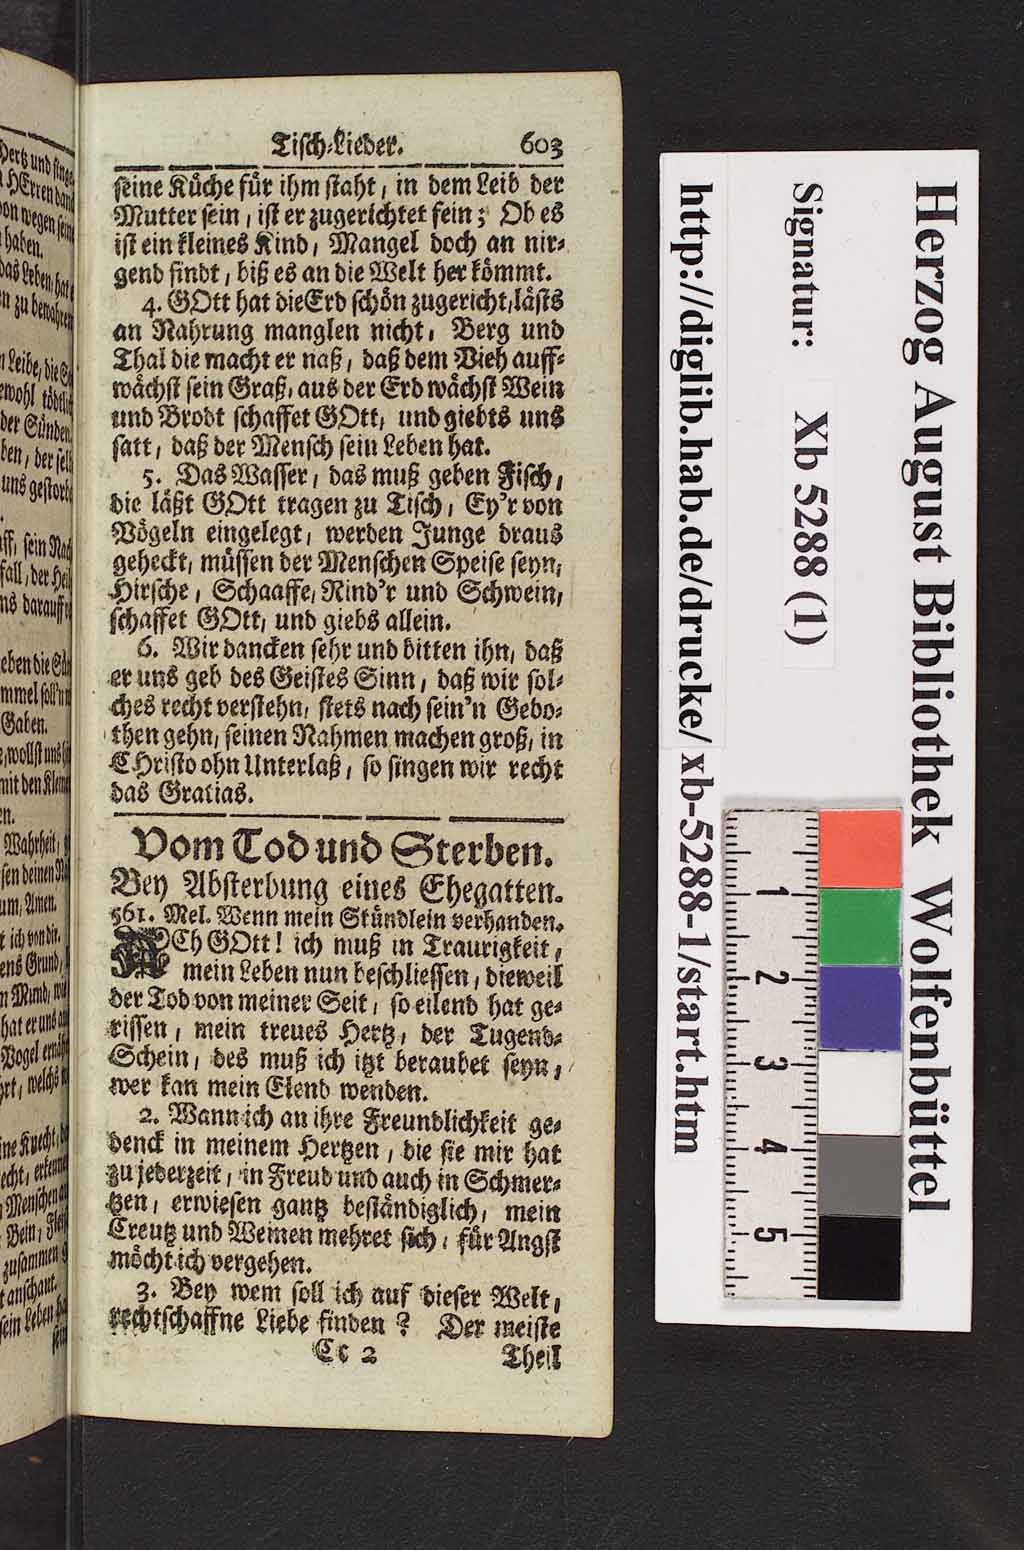 Tisch-Lieder. 603
seine Küche für ihm staht, in dem Leib der
Mutter sein, ist er zugerichtet fein; Ob es
ist ein kleines Kind, Mangel doch an nir-
gend findt, biß es an die Welt her kömmt.
4. GOtt hat die Erd schön zugericht, läßts
an Nahrung manglen nicht, Berg und
Thal die macht er naß, daß dem Vieh auff-
wächst sein Graß, aus der Erd wächst Wein
und Brodt schaffet GOtt, und giebts uns
satt, daß der Mensch sein Leben hat.
5. Das Wasser, das muß geben Fisch,
die läßt GOtt tragen zu Tisch, Ey'r von
Vögeln eingelegt, werden Junge draus
geheckt, müssen der Menschen Speise seyn,
Hirsche, Schaaffe, Rind'r und Schwein,
schaffet GOtt, und giebs allein.
6. Wir dancken sehr und bitten ihn, daß
er uns geb des Geistes Sinn, daß wir sol-
ches recht verstehn, stets nach sein'n Gebo-
then gehn, seinen Nahmen machen groß, in
CHristo ohn Unterlaß, so singen wir recht
das Gratias.
Vom Tod und Sterben.
Bey Absterbung eines Ehegatten.
561. Mel. Wenn mein Stündlein verhanden.
ACh GOtt! ich muß in Traurigkeit,
mein Leben nun beschliessen, dieweil
der Tod von meiner Seit, so eilend hat ge-
rissen, mein treues Hertz, der Tugend-
Schein, des muß ich itzt beraubet seyn,
wer kan mein Elend wenden.
2. Wann ich an ihre Freundlichkeit ge-
denck in meinem Hertzen, die sie mir hat
zu jederzeit, in Freud und auch in Schmer-
tzen, erwiesen gantz beständiglich, mein
Creutz und Weinen mehret sich, für Angst
möcht ich vergehen.
3. Bey wem soll ich auf dieser Welt,
rechtschaffne Liebe finden? Der meiste
Cc 2 Theil
Herzog August Bibliothek Wolfenbüttel
Signatur: Xb 5288 (1)
http://diglib.hab.de/drucke/xb-5288-1/start.htm
1
2
3
4
5